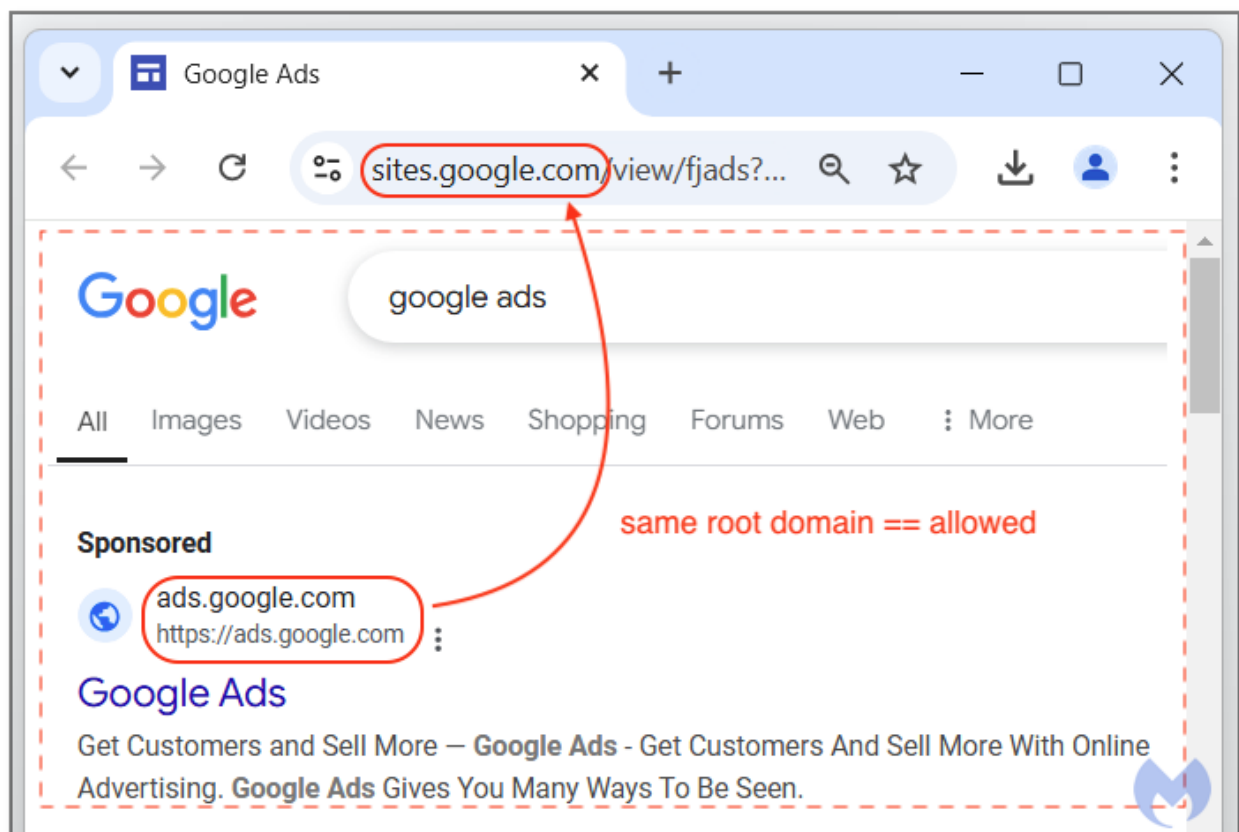 Google Ads
sites.google.com/view/fjads?...
Google
google ads
All Images Videos News Shopping Forums Web More
same root domain == allowed
Sponsored
ads.google.com
https://ads.google.com
Google Ads
Get Customers and Sell More — Google Ads - Get Customers And Sell More With Online
Advertising. Google Ads Gives You Many Ways To Be Seen.